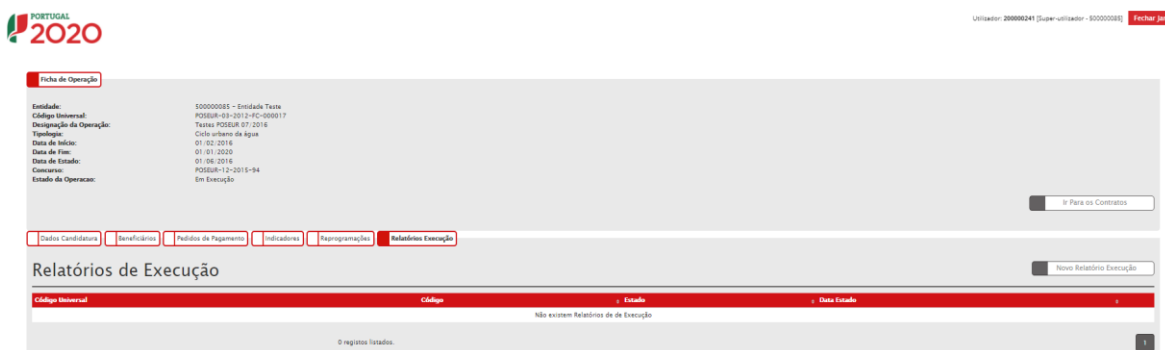 PORTUGAL
2020
Utilizador: 200000241 [Super-utilizador - 500000085]
Fechar Jan
Ficha de Operação
Entidade: 500000085 - Entidade Teste
Código Universal: POSEUR-03-2012-FC-000017
Designação da Operação: Testes POSEUR 07/2016
Tipologia: Ciclo urbano da água
Data de Início: 01/02/2016
Data de Fim: 01/01/2020
Data de Estado: 01/06/2016
Concurso: POSEUR-12-2015-94
Estado da Operacao: Em Execução
Ir Para os Contratos
Dados Candidatura Beneficiários Pedidos de Pagamento Indicadores Reprogramações Relatórios Execução
Relatórios de Execução
Novo Relatório Execução
Código Universal Código Estado Data Estado
Não existem Relatórios de de Execução
0 registos listados.
1